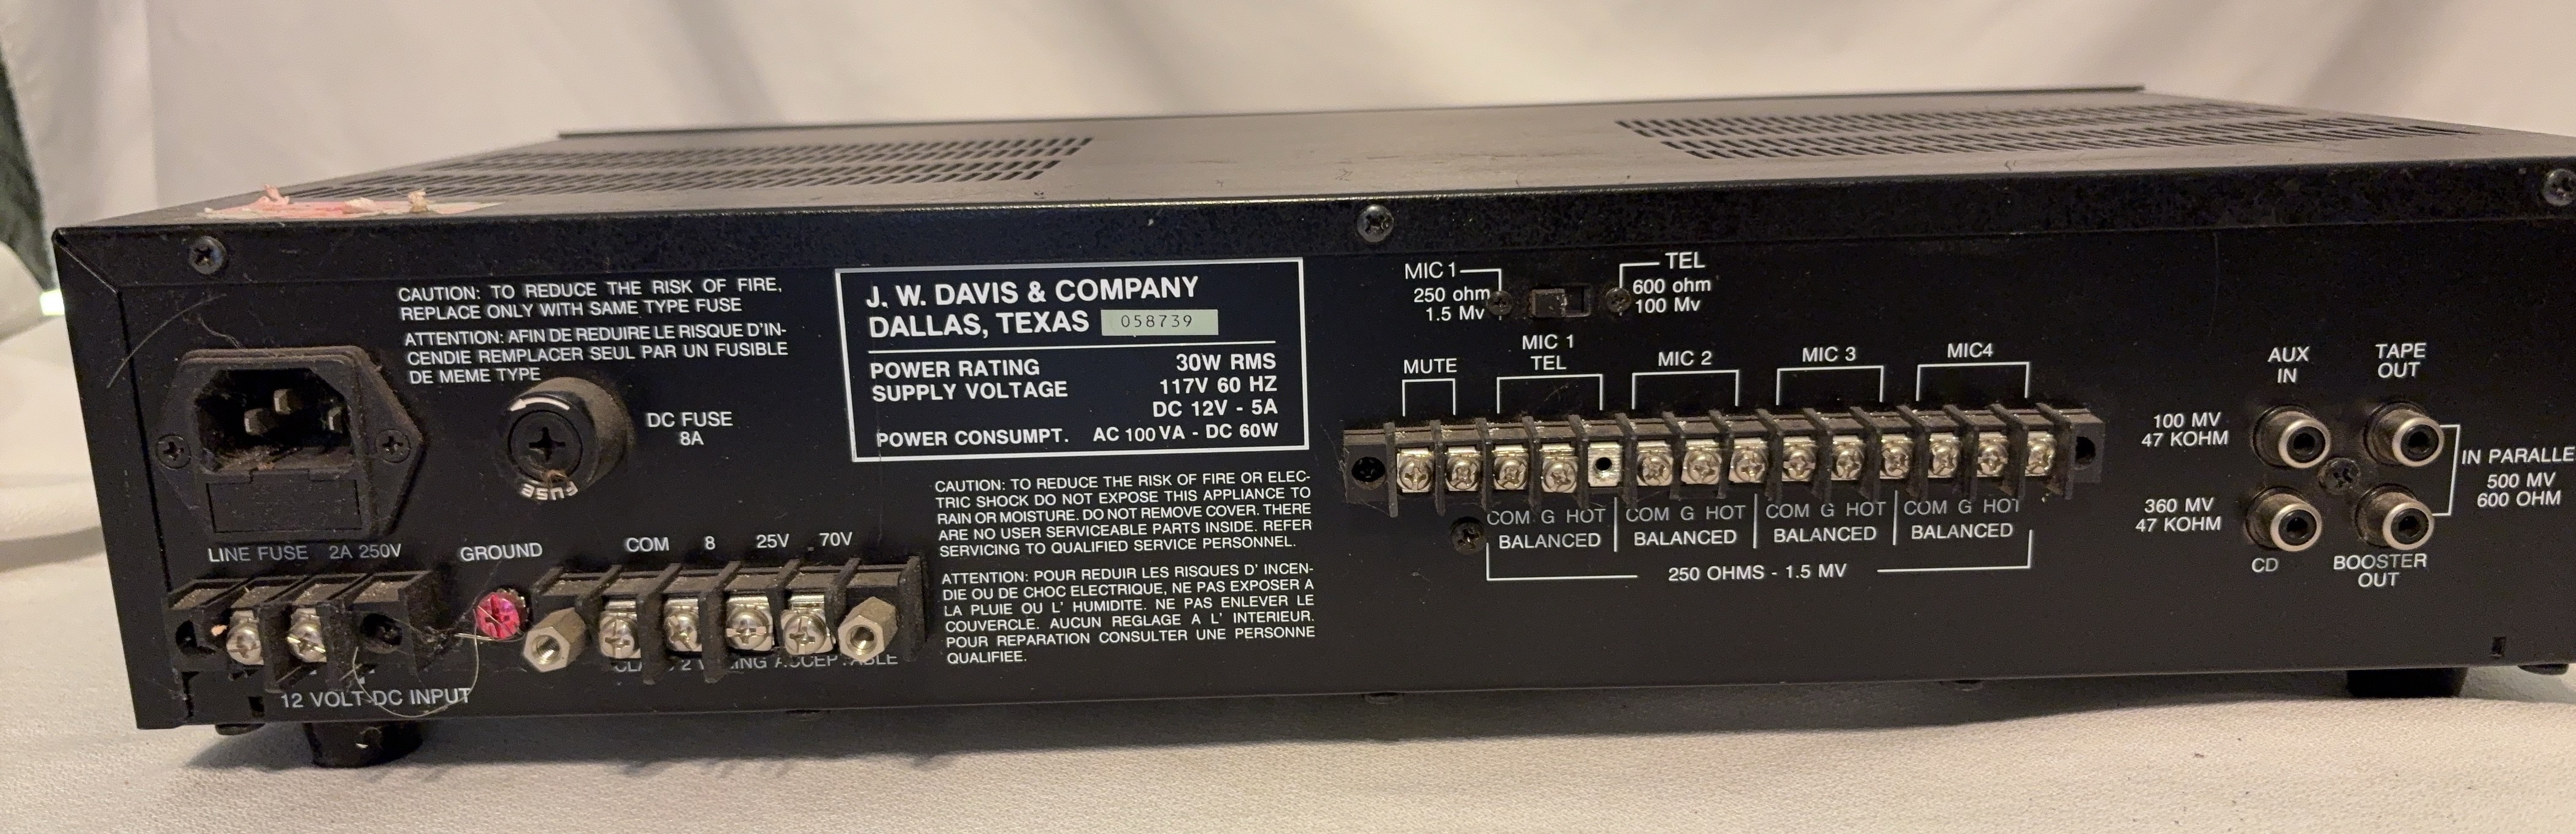 CAUTION: TO REDUCE THE RISK OF FIRE,
REPLACE ONLY WITH SAME TYPE FUSE
ATTENTION: AFIN DE REDUIRE LE RISQUE D'IN-
CENDIE REMPLACER SEUL PAR UN FUSIBLE
DE MEME TYPE
DC FUSE
8A
FUSE
LINE FUSE 2A 250V
GROUND
COM 8 25V 70V
12 VOLT DC INPUT
J. W. DAVIS & COMPANY
DALLAS, TEXAS 058739
POWER RATING 30W RMS
SUPPLY VOLTAGE 117V 60 HZ
DC 12V - 5A
POWER CONSUMPT. AC 100 VA - DC 60W
CAUTION: TO REDUCE THE RISK OF FIRE OR ELEC-
TRIC SHOCK DO NOT EXPOSE THIS APPLIANCE TO
RAIN OR MOISTURE. DO NOT REMOVE COVER. THERE
ARE NO USER SERVICEABLE PARTS INSIDE. REFER
SERVICING TO QUALIFIED SERVICE PERSONNEL.
ATTENTION: POUR REDUIR LES RISQUES D' INCEN-
DIE OU DE CHOC ELECTRIQUE, NE PAS EXPOSER A
LA PLUIE OU L' HUMIDITE. NE PAS ENLEVER LE
COUVERCLE. AUCUN REGLAGE A L' INTERIEUR.
POUR REPARATION CONSULTER UNE PERSONNE
QUALIFIEE.
MIC 1
250 ohm
1.5 Mv
TEL
600 ohm
100 Mv
MUTE
MIC 1
TEL
MIC 2
MIC 3
MIC4
COM G HOT
BALANCED
COM G HOT
BALANCED
COM G HOT
BALANCED
COM G HOT
BALANCED
250 OHMS - 1.5 MV
AUX
IN
TAPE
OUT
100 MV
47 KOHM
360 MV
47 KOHM
CD
BOOSTER
OUT
IN
500 MV
600 OHM